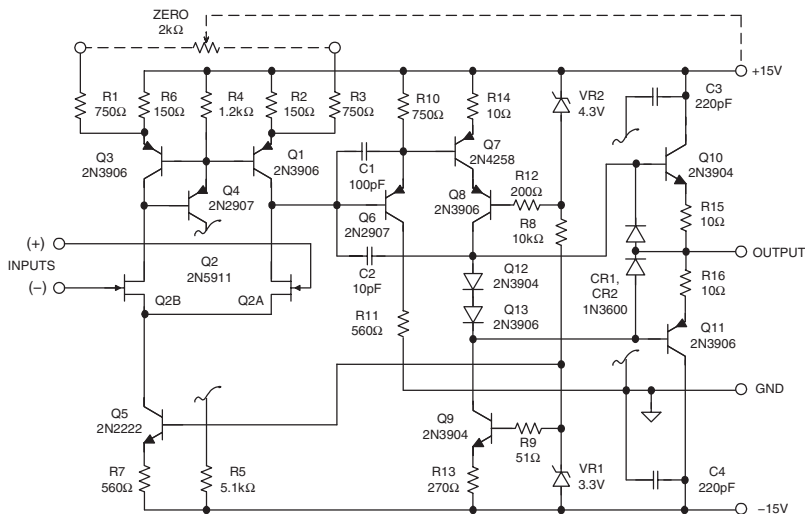 ZERO
2kΩ
+15V
R1
750Ω
R6
150Ω
R4
1.2kΩ
R2
150Ω
R3
750Ω
R10
750Ω
R14
10Ω
VR2
4.3V
C3
220pF
Q3
2N3906
Q1
2N3906
Q7
2N4258
Q4
2N2907
C1
100pF
Q8
2N3906
R12
200Ω
Q10
2N3904
Q6
2N2907
R8
10kΩ
R15
10Ω
(+)
INPUTS
(−)
Q2
2N5911
Q2B
Q2A
C2
10pF
Q12
2N3904
Q13
2N3906
CR1,
CR2
1N3600
OUTPUT
R16
10Ω
R11
560Ω
Q11
2N3906
GND
Q5
2N2222
Q9
2N3904
R9
51Ω
R7
560Ω
R5
5.1kΩ
R13
270Ω
VR1
3.3V
C4
220pF
−15V